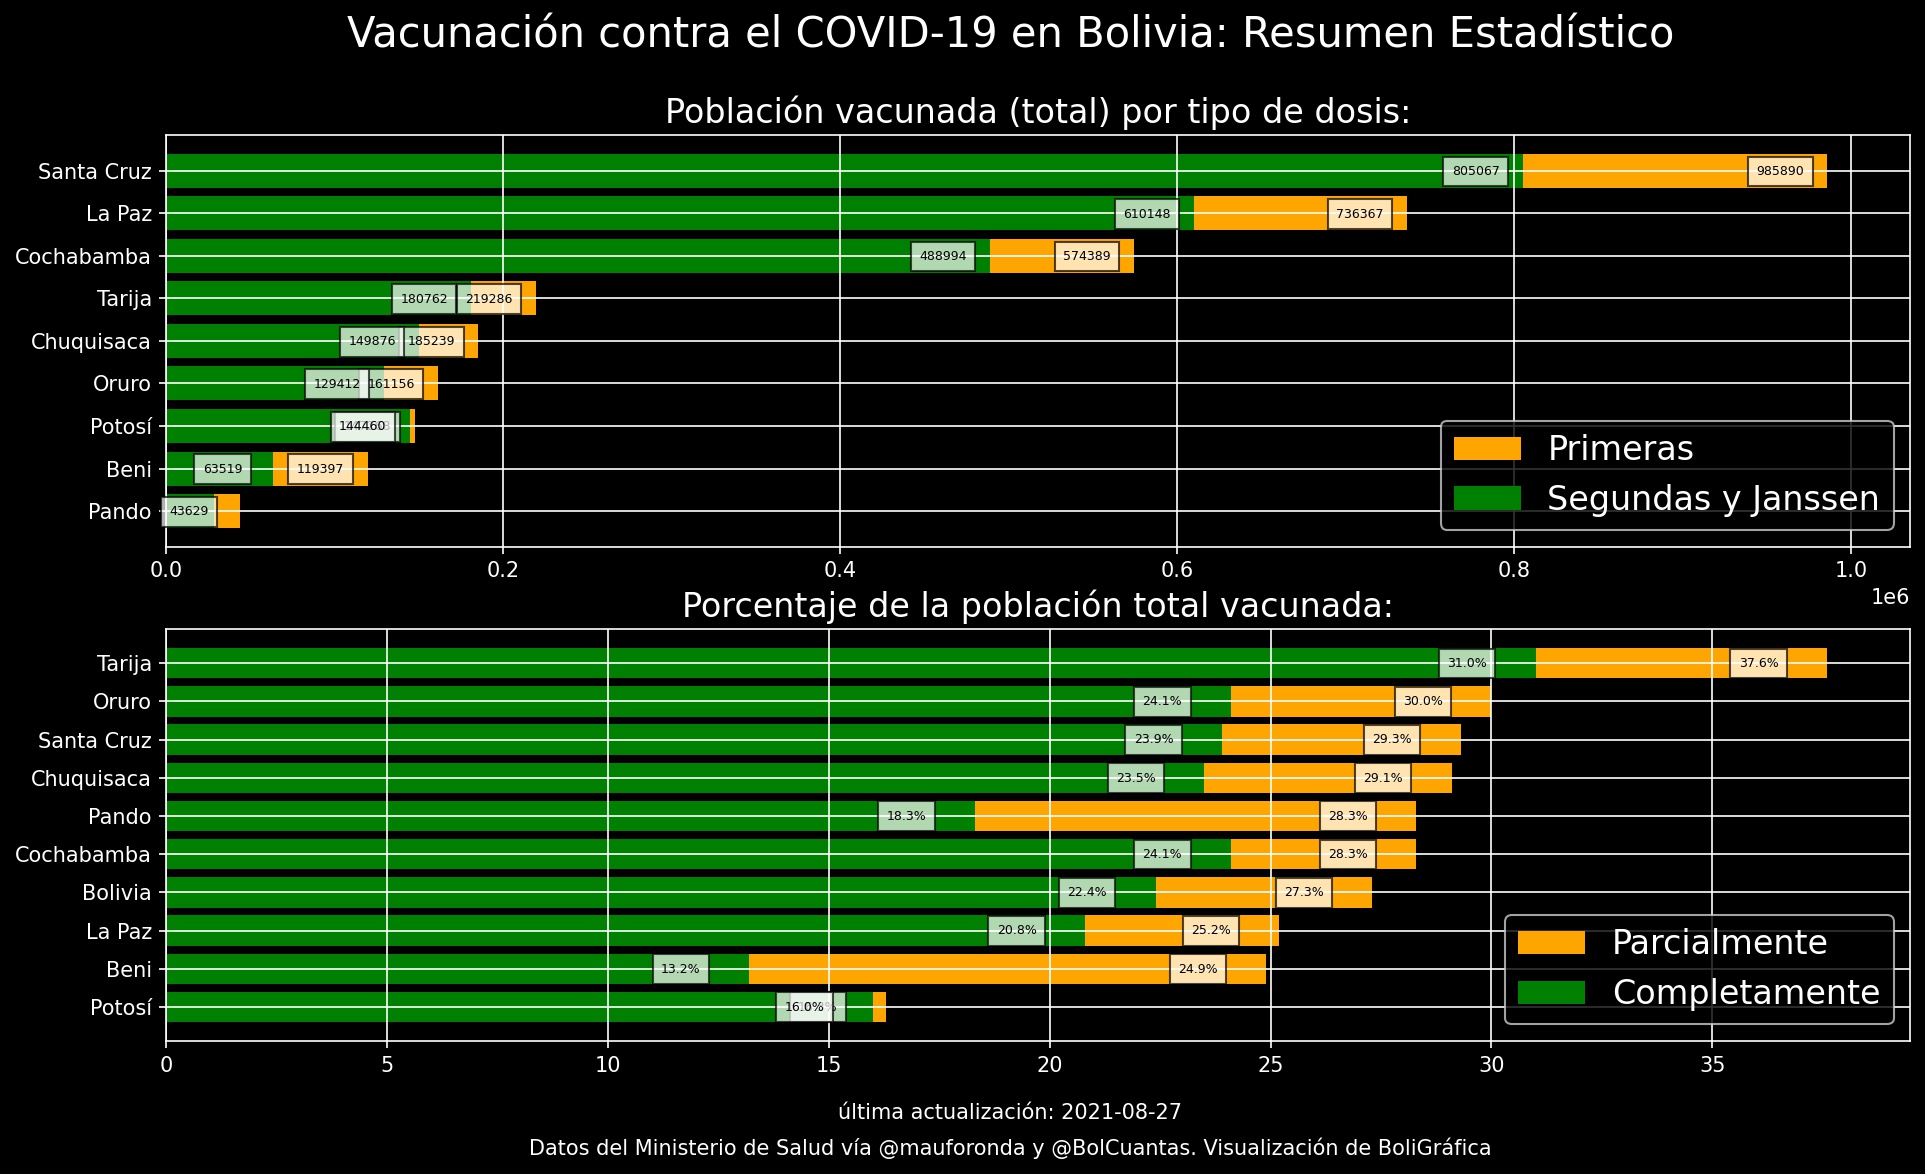 Vacunación contra el COVID-19 en Bolivia: Resumen Estadístico
Población vacunada (total) por tipo de dosis:
Santa Cruz 805067 985890
La Paz 610148 736367
Cochabamba 488994 574389
Tarija 180762 219286
Chuquisaca 149876 185239
Oruro 129412 161156
Potosí 144460
Beni 63519 119397
Pando 43629
Primeras
Segundas y Janssen
0.0 0.2 0.4 0.6 0.8 1.0
1e6
Porcentaje de la población total vacunada:
Tarija 31.0% 37.6%
Oruro 24.1% 30.0%
Santa Cruz 23.9% 29.3%
Chuquisaca 23.5% 29.1%
Pando 18.3% 28.3%
Cochabamba 24.1% 28.3%
Bolivia 22.4% 27.3%
La Paz 20.8% 25.2%
Beni 13.2% 24.9%
Potosí 16.0%
Parcialmente
Completamente
0 5 10 15 20 25 30 35
última actualización: 2021-08-27
Datos del Ministerio de Salud vía @mauforonda y @BolCuantas. Visualización de BoliGráfica